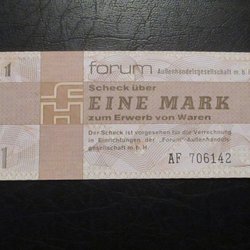 1 forum Außenhandelsgesellschaft m. b. H.
Scheck über
EINE MARK
zum Erwerb von Waren
Der Scheck ist vorgesehen für die Verrechnung
in Einrichtungen der „Forum"-Außenhandels-
gesellschaft m. b. H.
1 AF 706142